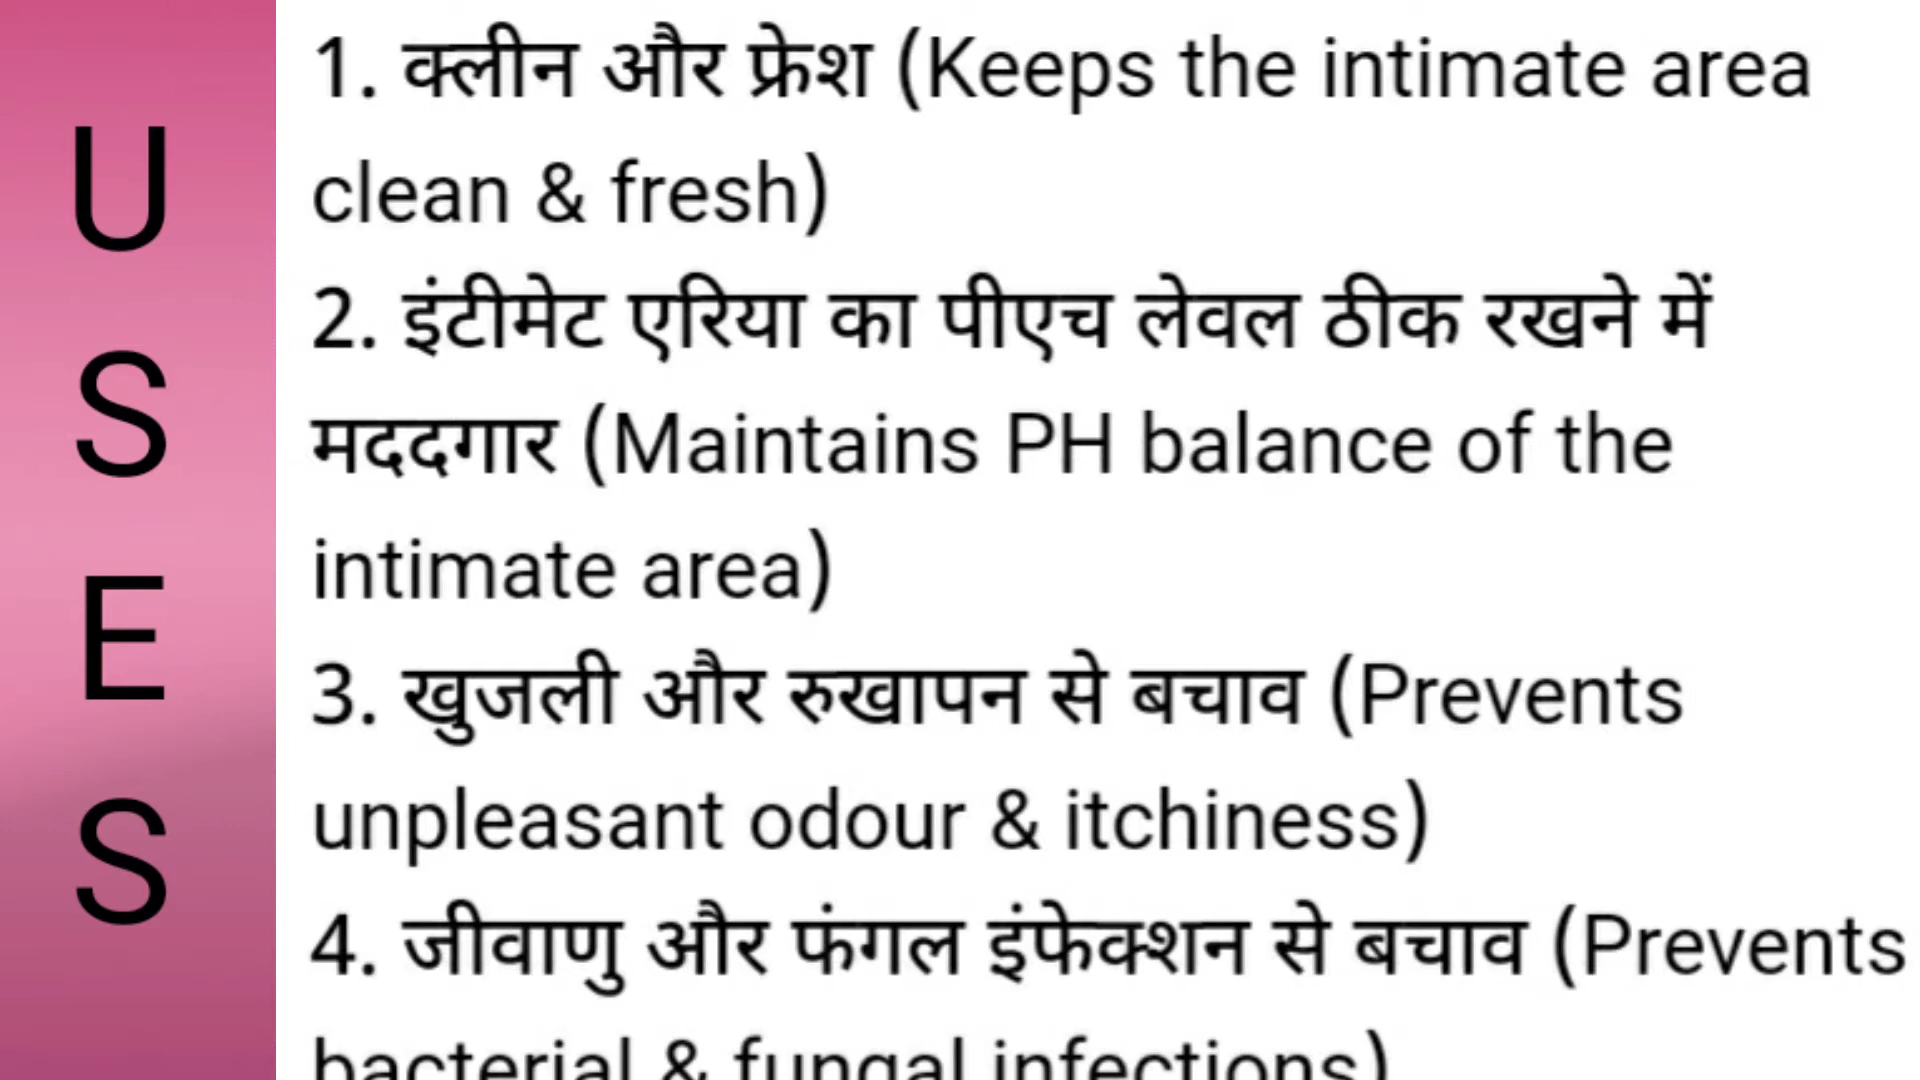 U
S
E
S
1. क्लीन और फ्रेश (Keeps the intimate area
clean & fresh)
2. इंटीमेट एरिया का पीएच लेवल ठीक रखने में
मददगार (Maintains PH balance of the
intimate area)
3. खुजली और रुखापन से बचाव (Prevents
unpleasant odour & itchiness)
4. जीवाणु और फंगल इंफेक्शन से बचाव (Prevents
bacterial & fungal infections)